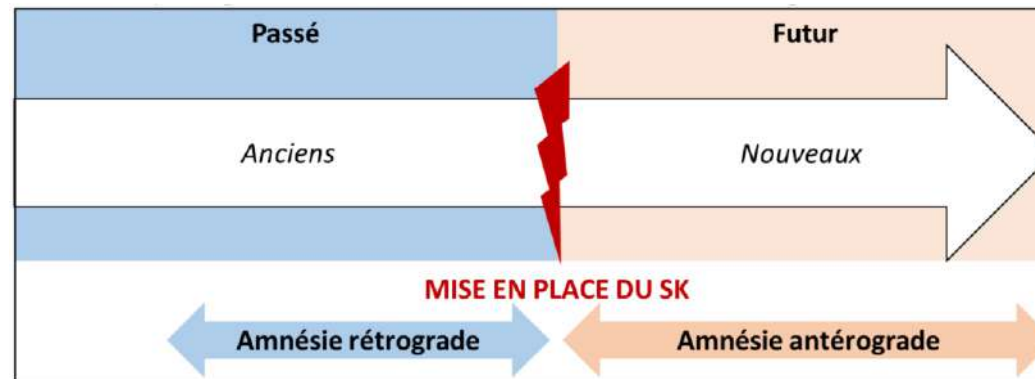 Passé
Futur
Anciens
Nouveaux
MISE EN PLACE DU SK
Amnésie rétrograde
Amnésie antérograde